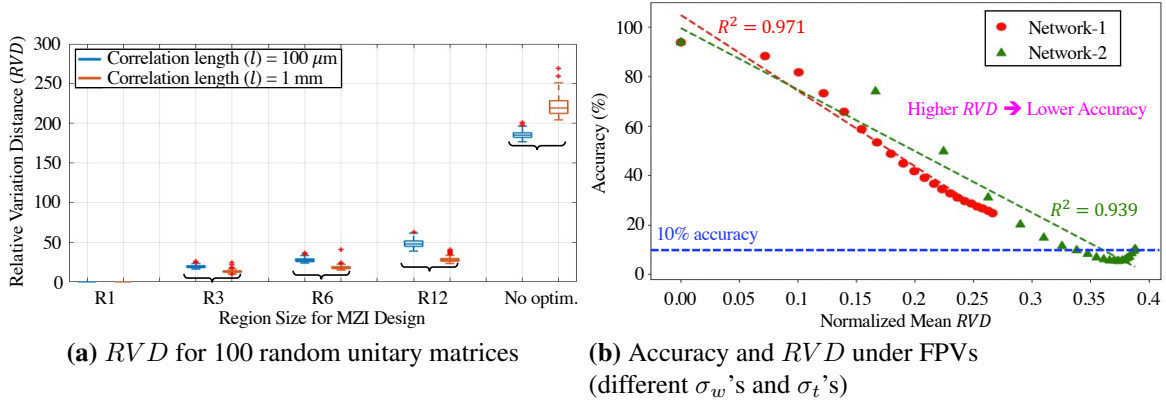 300
250
200
150
100
50
0
Relative Variation Distance (RVD)
Correlation length (l) = 100 μm
Correlation length (l) = 1 mm
R1 R3 R6 R12 No optim.
Region Size for MZI Design
(a) RVD for 100 random unitary matrices
100
80
60
40
20
0
Accuracy (%)
R² = 0.971
Network-1
Network-2
Higher RVD ➔ Lower Accuracy
R² = 0.939
10% accuracy
0.00 0.05 0.1 0.15 0.2 0.25 0.3 0.35 0.4
Normalized Mean RVD
(b) Accuracy and RVD under FPVs
(different σw's and σt's)